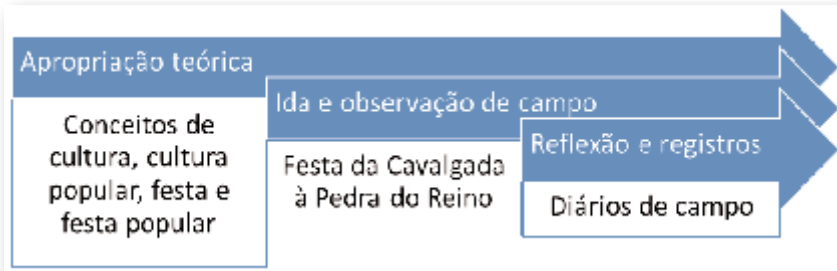 Apropriação teórica
Conceitos de
cultura, cultura
popular, festa e
festa popular
Ida e observação de campo
Festa da Cavalgada
à Pedra do Reino
Reflexão e registros
Diários de campo